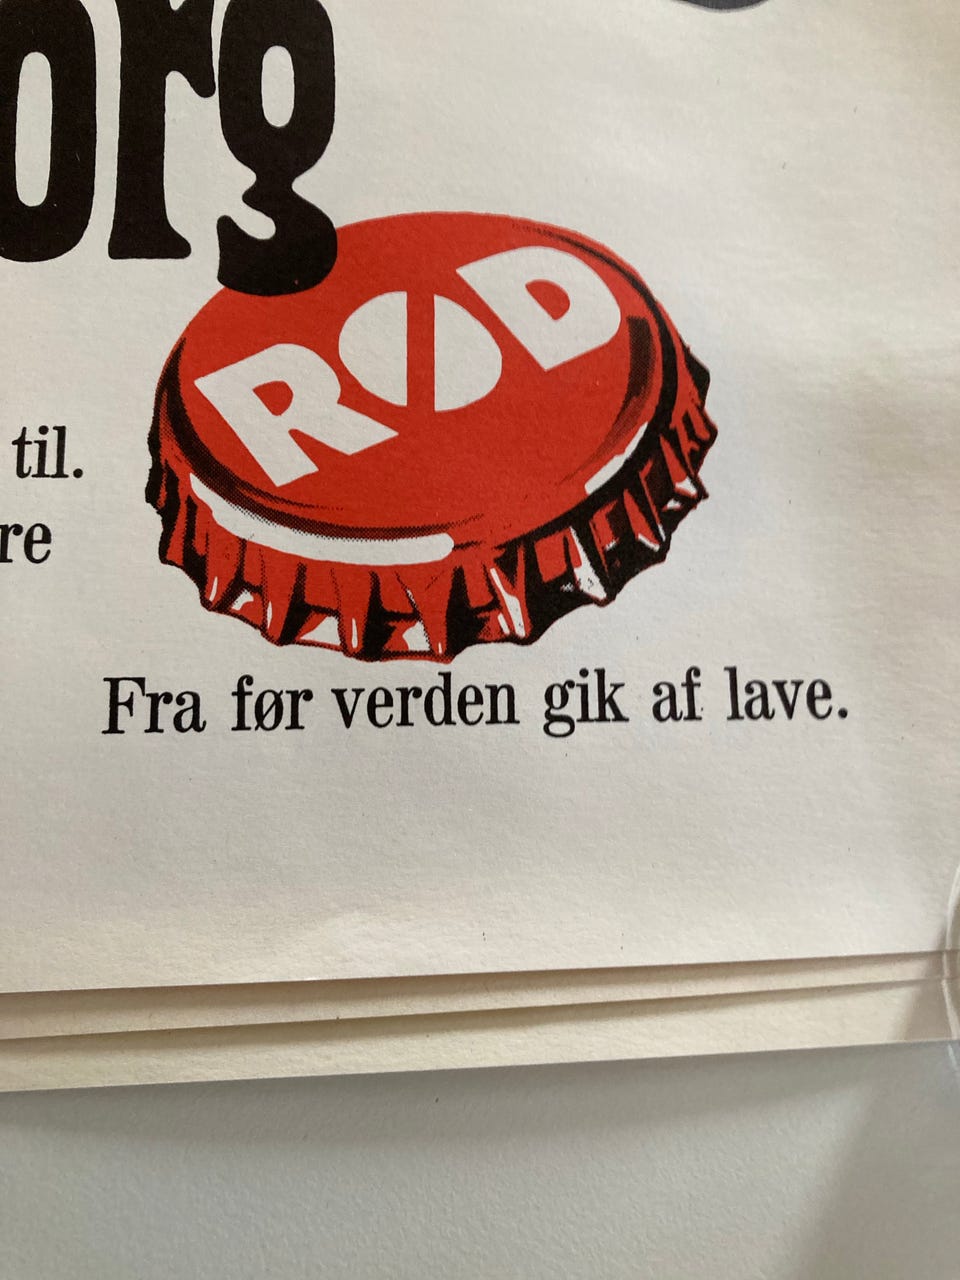 org
RØD
til.
re
Fra før verden gik af lave.